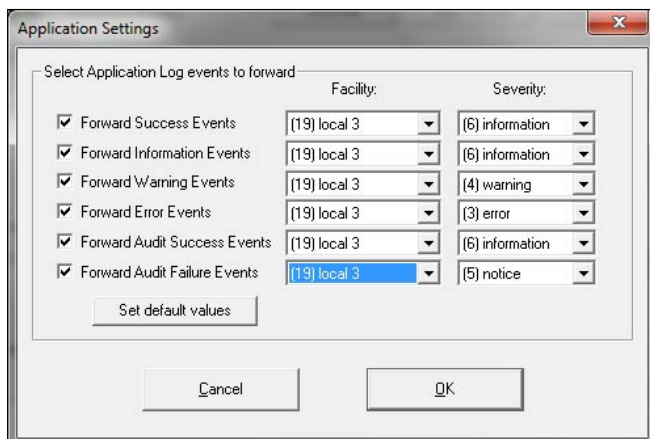 Application Settings
Select Application Log events to forward
Facility: Severity:
Forward Success Events (19) local 3 (6) information
Forward Information Events (19) local 3 (6) information
Forward Warning Events (19) local 3 (4) warning
Forward Error Events (19) local 3 (3) error
Forward Audit Success Events (19) local 3 (6) information
Forward Audit Failure Events (19) local 3 (5) notice
Set default values
Cancel OK